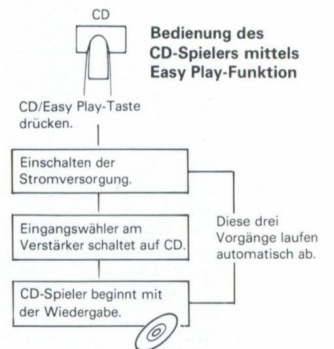 CD
Bedienung des
CD-Spielers mittels
Easy Play-Funktion
CD/Easy Play-Taste
drücken.
Einschalten der
Stromversorgung.
Eingangswähler am
Verstärker schaltet auf CD.
CD-Spieler beginnt mit
der Wiedergabe.
Diese drei
Vorgänge laufen
automatisch ab.